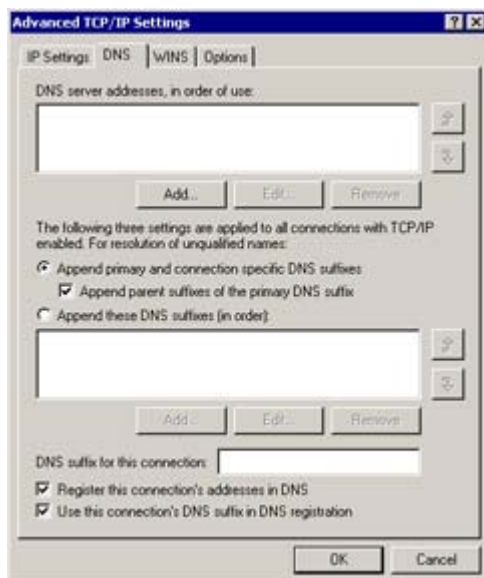 Advanced TCP/IP Settings
IP Settings DNS WINS Options
DNS server addresses, in order of use:
Add... Edit... Remove
The following three settings are applied to all connections with TCP/IP
enabled. For resolution of unqualified names:
Append primary and connection specific DNS suffixes
Append parent suffixes of the primary DNS suffix
Append these DNS suffixes (in order):
Add... Edit... Remove
DNS suffix for this connection:
Register this connection's addresses in DNS
Use this connection's DNS suffix in DNS registration
OK Cancel